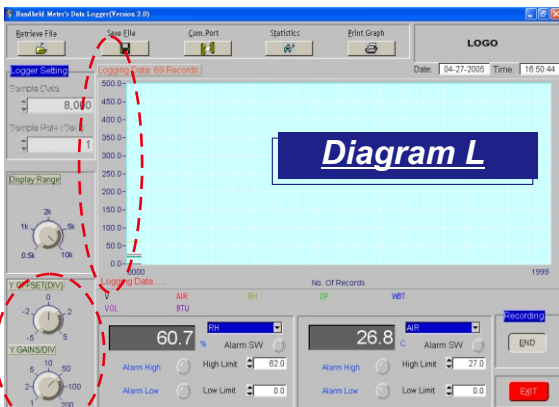 Handheld Meter's Data Logger(Version 2.0)
Retrieve File Save File Com.Port Statistics Print Graph
LOGO
Date: 04-27-2005 Time: 16:50:44
Logger Setting
Logging Data: 69 Records
Sample Data
8,000
Sample Rate (Sec)
1
500.0
450.0
400.0
350.0
300.0
250.0
200.0
150.0
100.0
50.0
0.0
Diagram L
Display Range
2k
1k 5k
0.5k 10k
0000 1999
Logging Data.... No. Of Records
Y OFFSET(DIV)
0
-2 2
-5 5
V AIR RH DP WBT
VOL BTU
Y GAINS/DIV
10
5 50
2 100
1 200
60.7 %
RH
Alarm SW
Alarm High High Limit 62.0
Alarm Low Low Limit 0.0
26.8 C
AIR
Alarm SW
Alarm High High Limit 27.0
Alarm Low Low Limit 0.0
Recording
END
EXIT